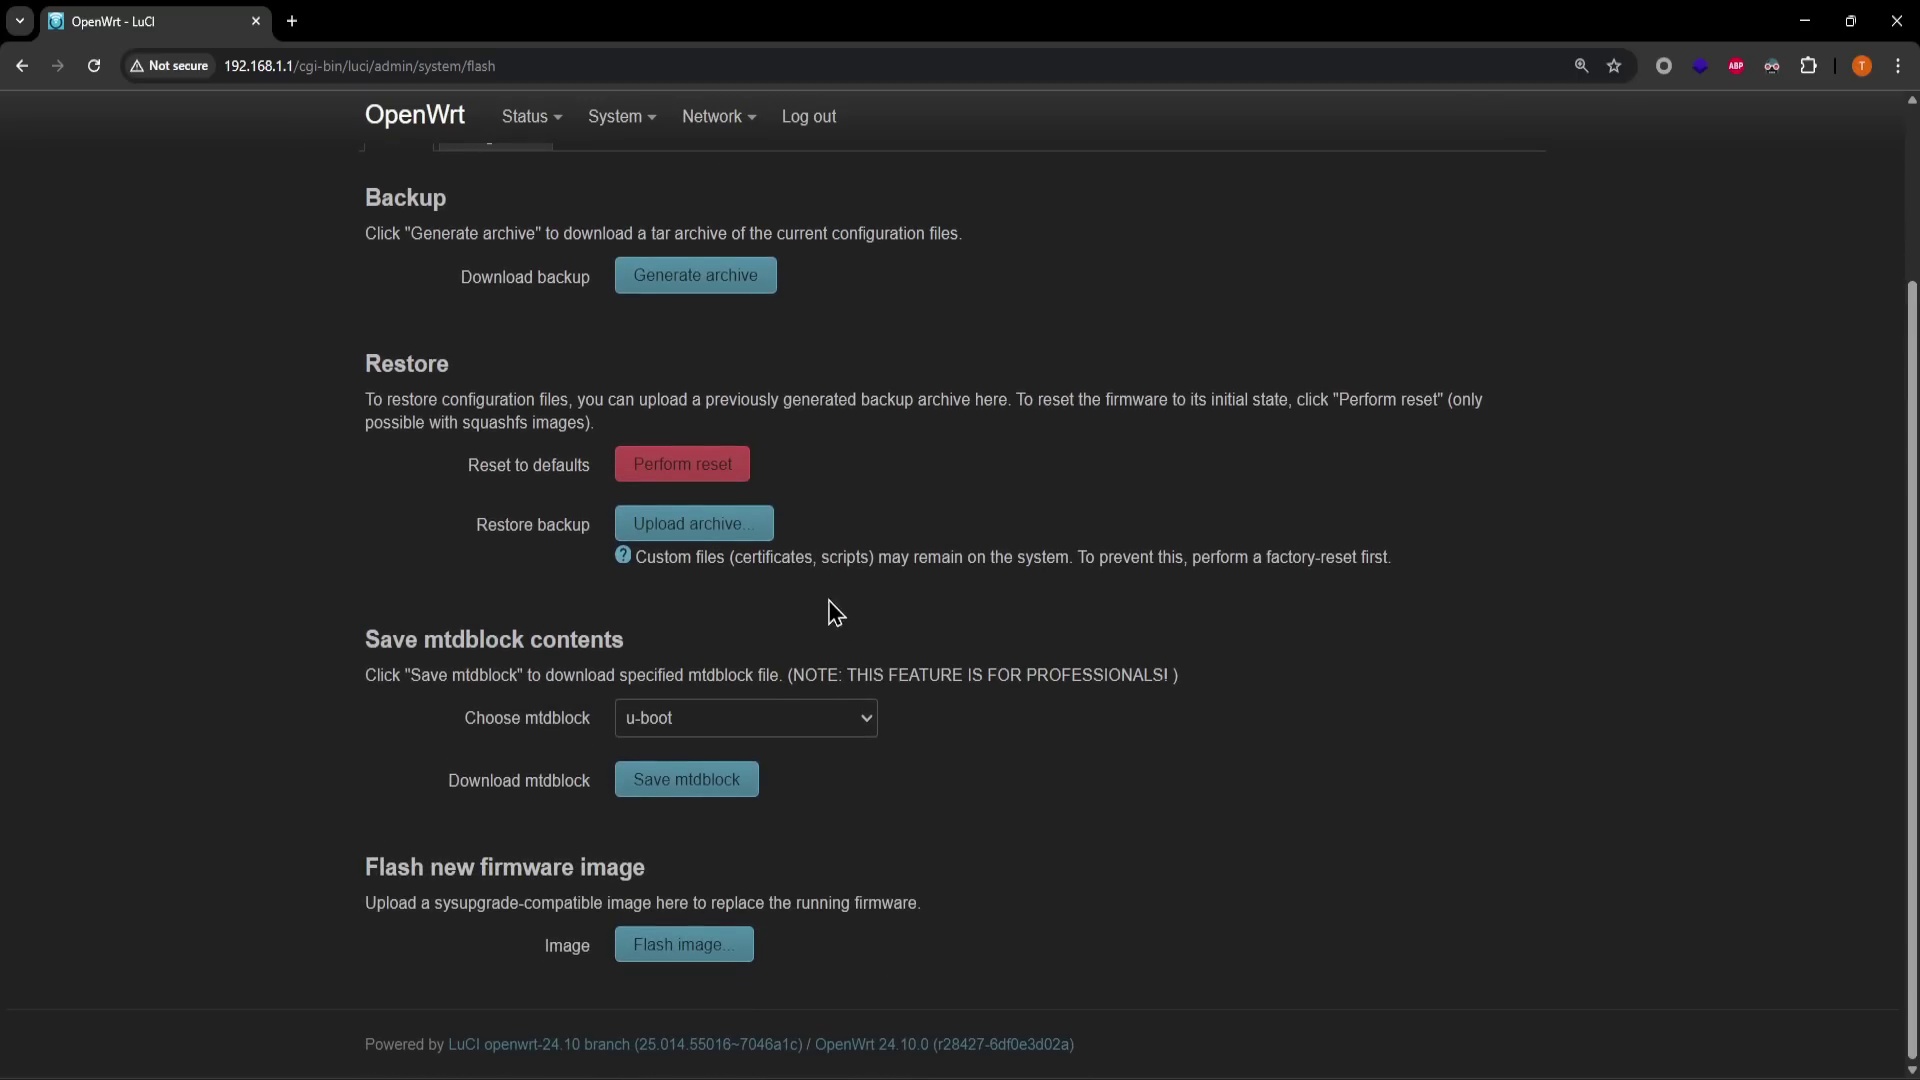 OpenWrt - LuCI
Not secure
192.168.1.1/cgi-bin/luci/admin/system/flash
ABP
T
OpenWrt
Status
System
Network
Log out
Backup
Click "Generate archive" to download a tar archive of the current configuration files.
Download backup
Generate archive
Restore
To restore configuration files, you can upload a previously generated backup archive here. To reset the firmware to its initial state, click "Perform reset" (only
possible with squashfs images).
Reset to defaults
Perform reset
Restore backup
Upload archive...
Custom files (certificates, scripts) may remain on the system. To prevent this, perform a factory-reset first.
Save mtdblock contents
Click "Save mtdblock" to download specified mtdblock file. (NOTE: THIS FEATURE IS FOR PROFESSIONALS! )
Choose mtdblock
u-boot
Download mtdblock
Save mtdblock
Flash new firmware image
Upload a sysupgrade-compatible image here to replace the running firmware.
Image
Flash image...
Powered by LuCI openwrt-24.10 branch (25.014.55016~7046a1c) / OpenWrt 24.10.0 (r28427-6df0e3d02a)